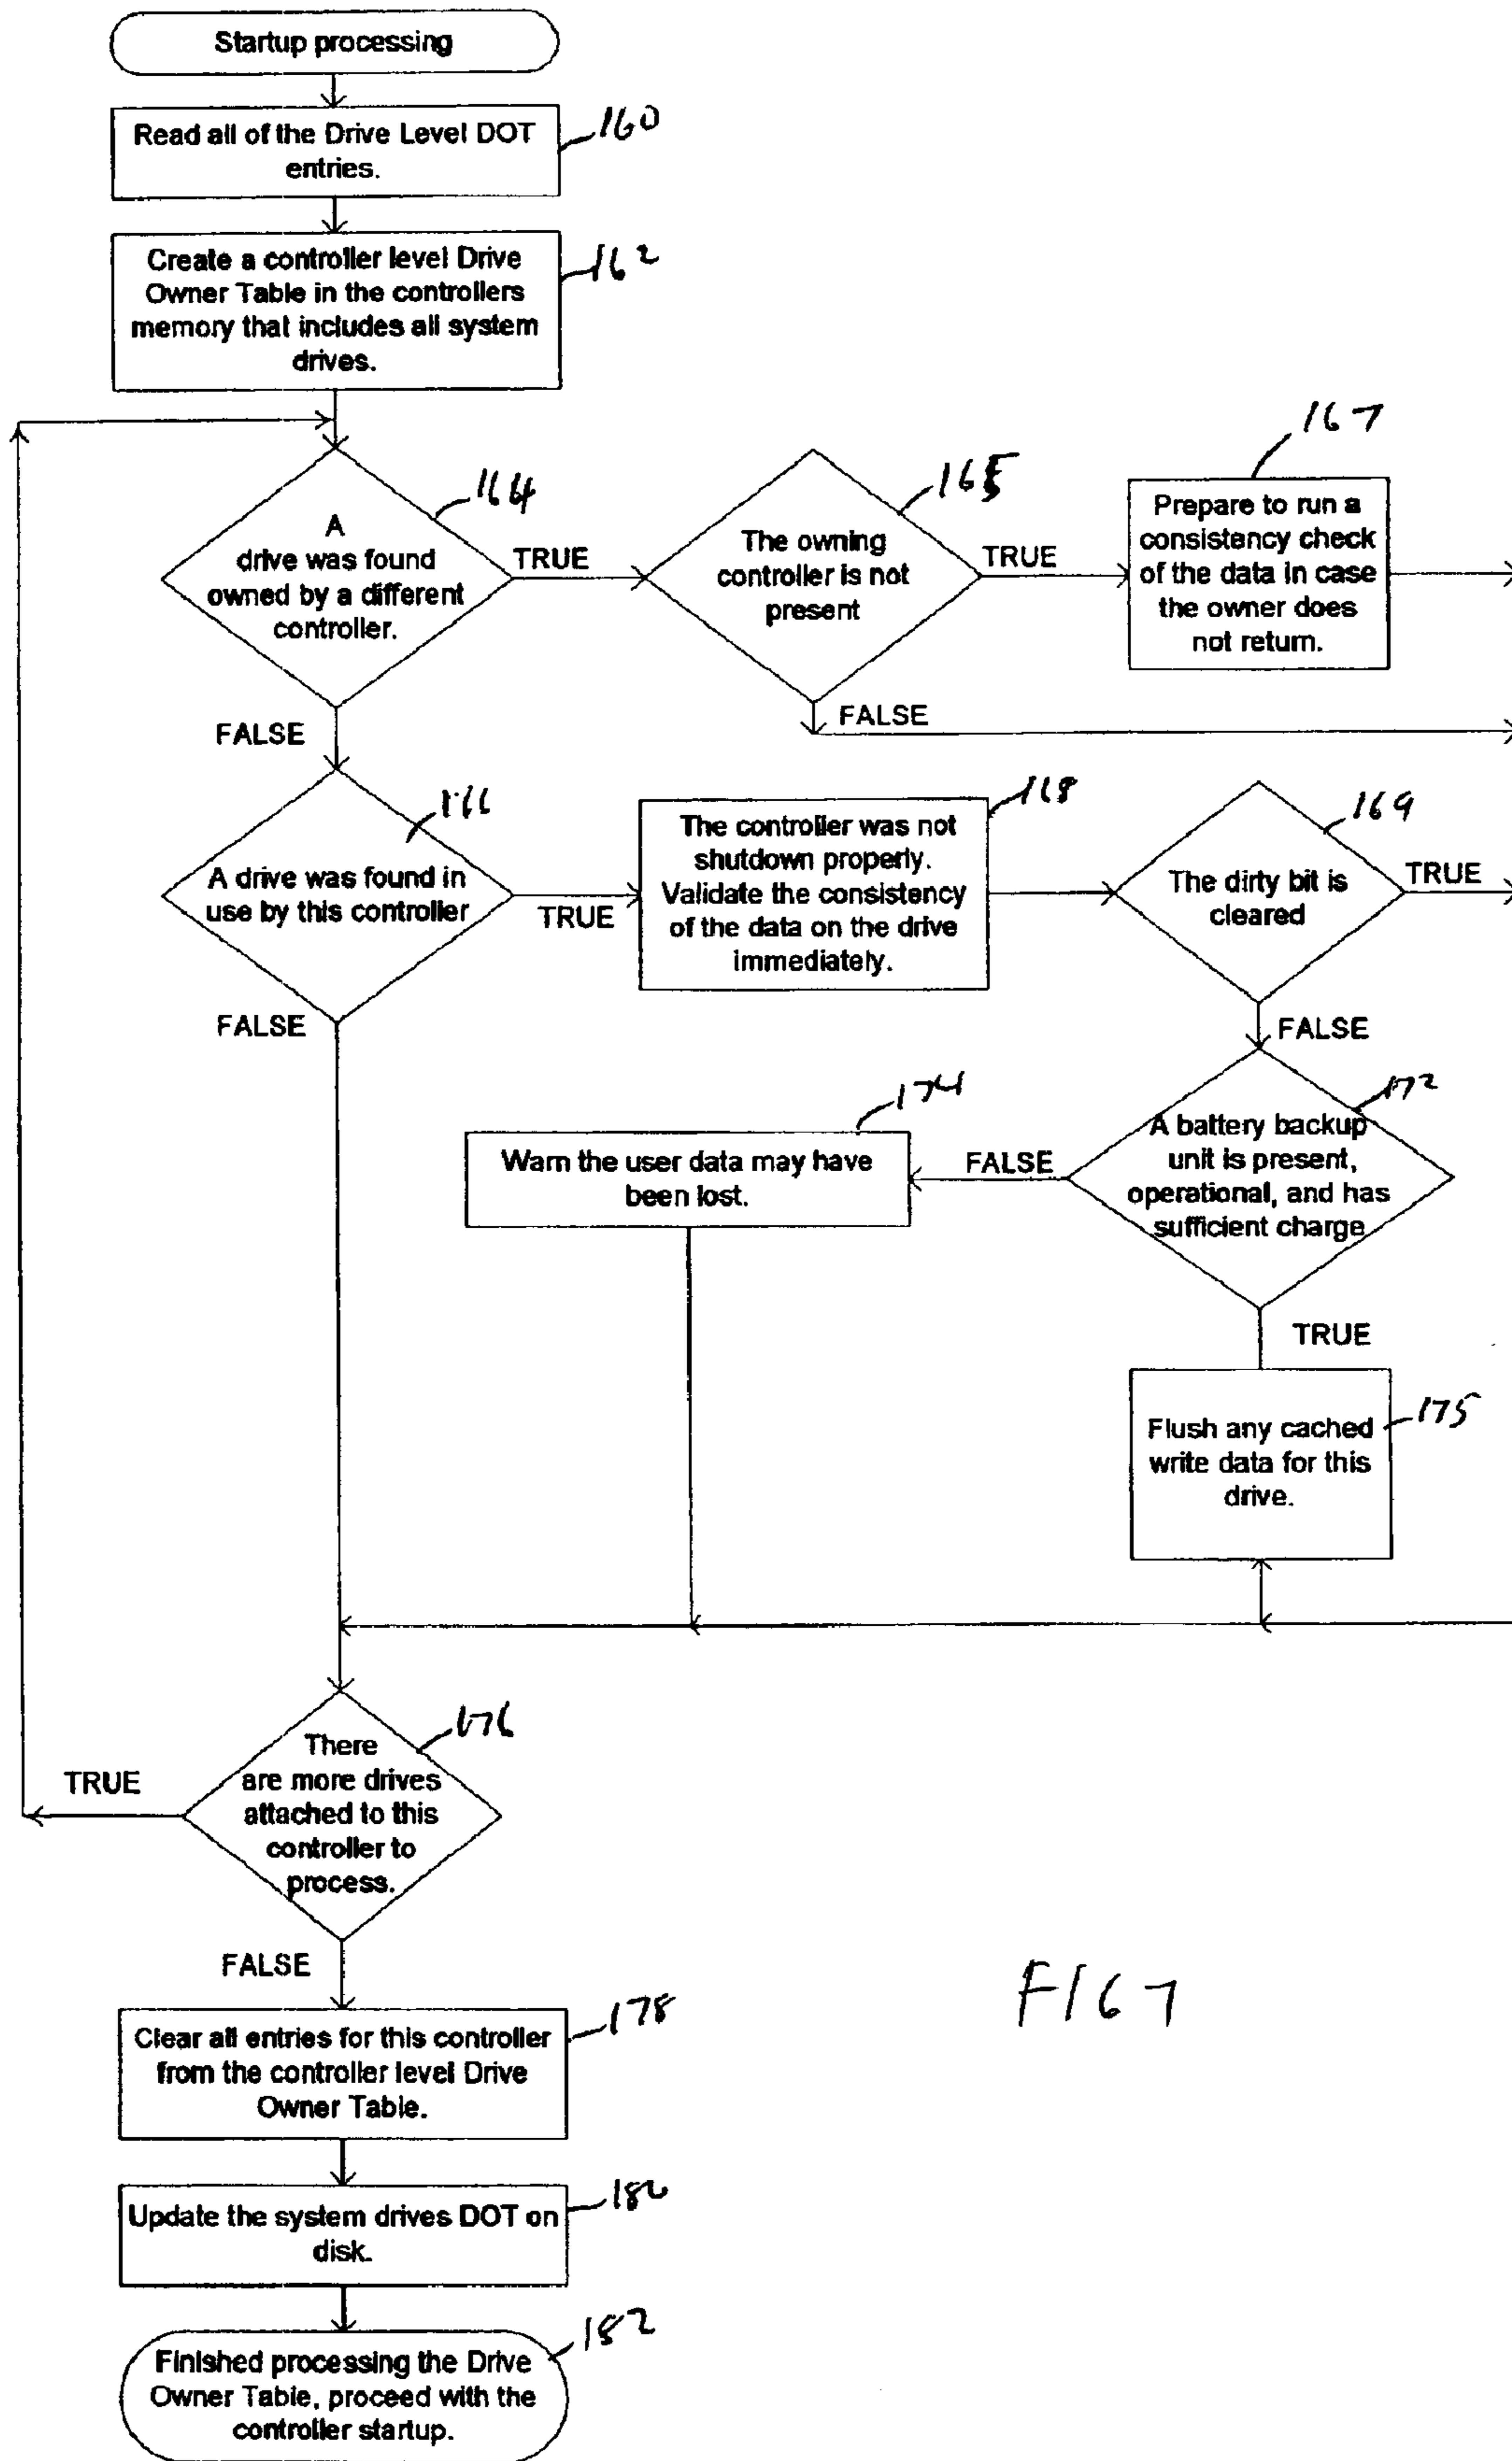 Startup processing
Read all of the Drive Level DOT
entries.
160
Create a controller level Drive
Owner Table in the controllers
memory that includes all system
drives.
162
A
drive was found
owned by a different
controller.
164
TRUE
The owning
controller is not
present
165
TRUE
Prepare to run a
consistency check
of the data in case
the owner does
not return.
167
FALSE
FALSE
A drive was found in
use by this controller
166
TRUE
The controller was not
shutdown properly.
Validate the consistency
of the data on the drive
immediately.
168
The dirty bit is
cleared
169
TRUE
FALSE
FALSE
A battery backup
unit is present,
operational, and has
sufficient charge
172
FALSE
Warn the user data may have
been lost.
174
TRUE
Flush any cached
write data for this
drive.
175
There
are more drives
attached to this
controller to
process.
176
TRUE
FALSE
Clear all entries for this controller
from the controller level Drive
Owner Table.
178
Update the system drives DOT on
disk.
180
Finished processing the Drive
Owner Table, proceed with the
controller startup.
182
FIG 7